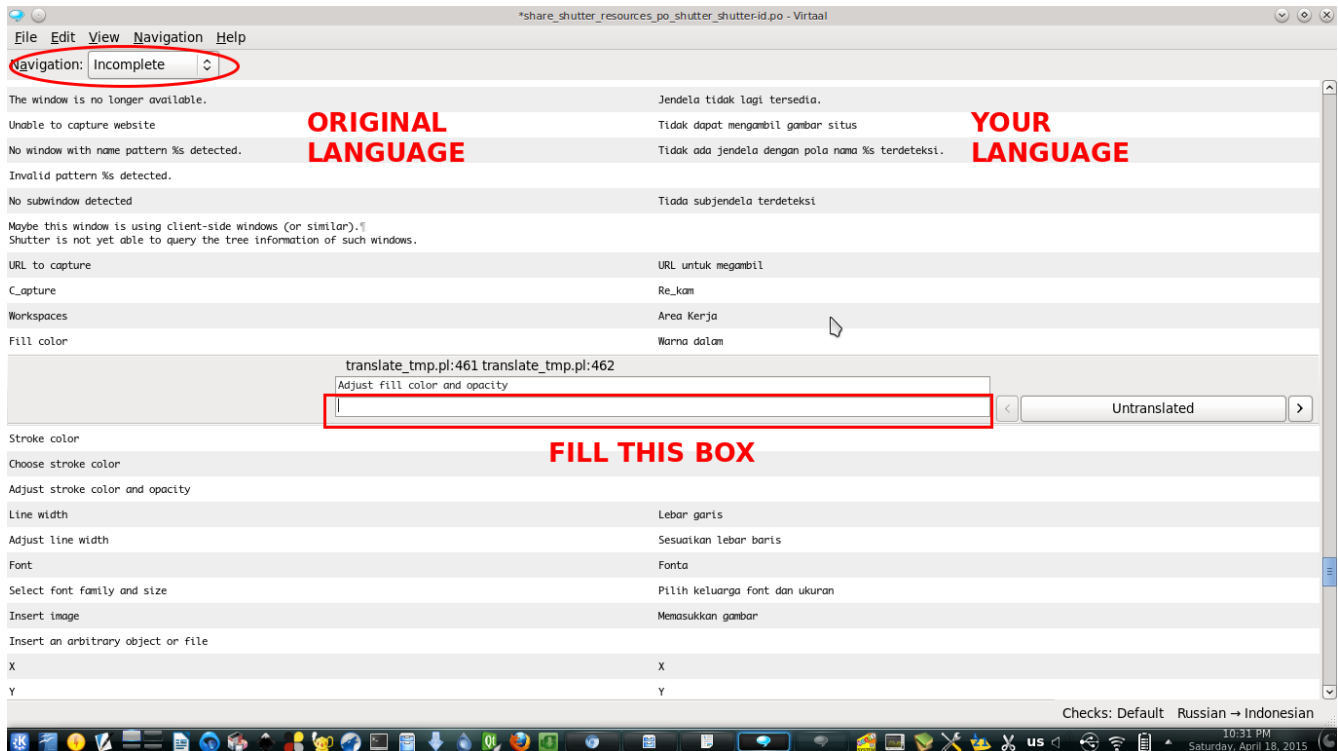 *share_shutter_resources_po_shutter_shutter-id.po - Virtaal
File Edit View Navigation Help
Navigation: Incomplete
The window is no longer available. Jendela tidak lagi tersedia.
Unable to capture website Tidak dapat mengambil gambar situs
ORIGINAL LANGUAGE
YOUR LANGUAGE
No window with name pattern %s detected. Tidak ada jendela dengan pola nama %s terdeteksi.
Invalid pattern %s detected.
No subwindow detected Tiada subjendela terdeteksi
Maybe this window is using client-side windows (or similar).¶
Shutter is not yet able to query the tree information of such windows.
URL to capture URL untuk megambil
C_apture Re_kam
Workspaces Area Kerja
Fill color Warna dalam
translate_tmp.pl:461 translate_tmp.pl:462
Adjust fill color and opacity
< Untranslated >
FILL THIS BOX
Stroke color
Choose stroke color
Adjust stroke color and opacity
Line width Lebar garis
Adjust line width Sesuaikan lebar baris
Font Fonta
Select font family and size Pilih keluarga font dan ukuran
Insert image Memasukkan gambar
Insert an arbitrary object or file
X X
Y Y
Checks: Default Russian → Indonesian
us 10:31 PM
Saturday, April 18, 2015